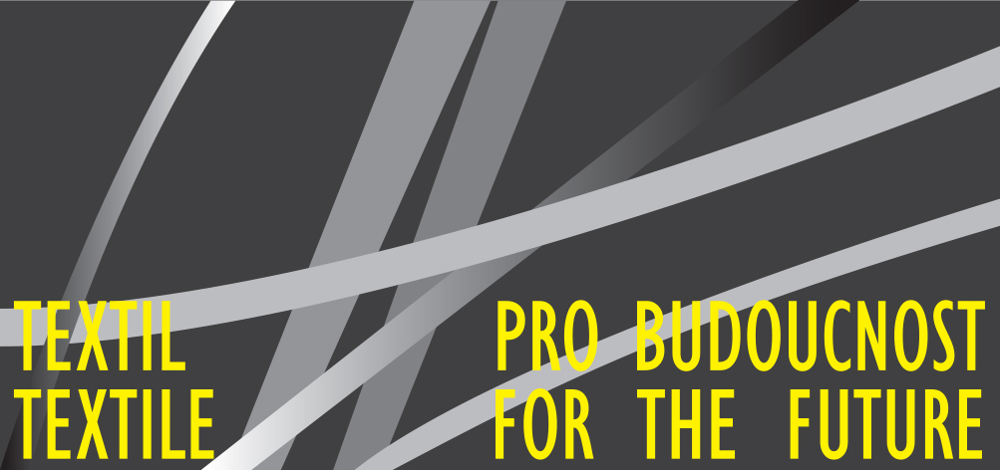 TEXTIL PRO BUDOUCNOST
TEXTILE FOR THE FUTURE